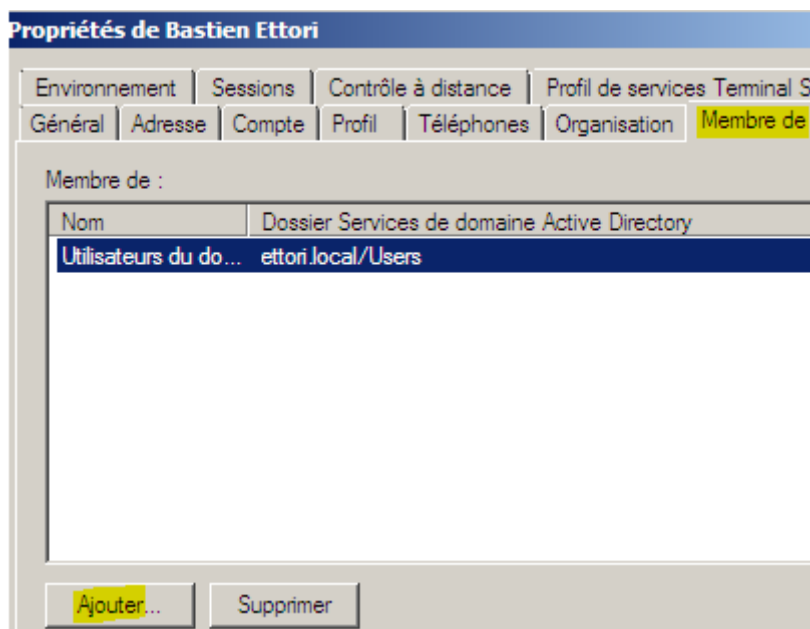 Propriétés de Bastien Ettori
Environnement Sessions Contrôle à distance Profil de services Terminal S
Général Adresse Compte Profil Téléphones Organisation Membre de
Membre de :
Nom Dossier Services de domaine Active Directory
Utilisateurs du do... ettori.local/Users
Ajouter... Supprimer